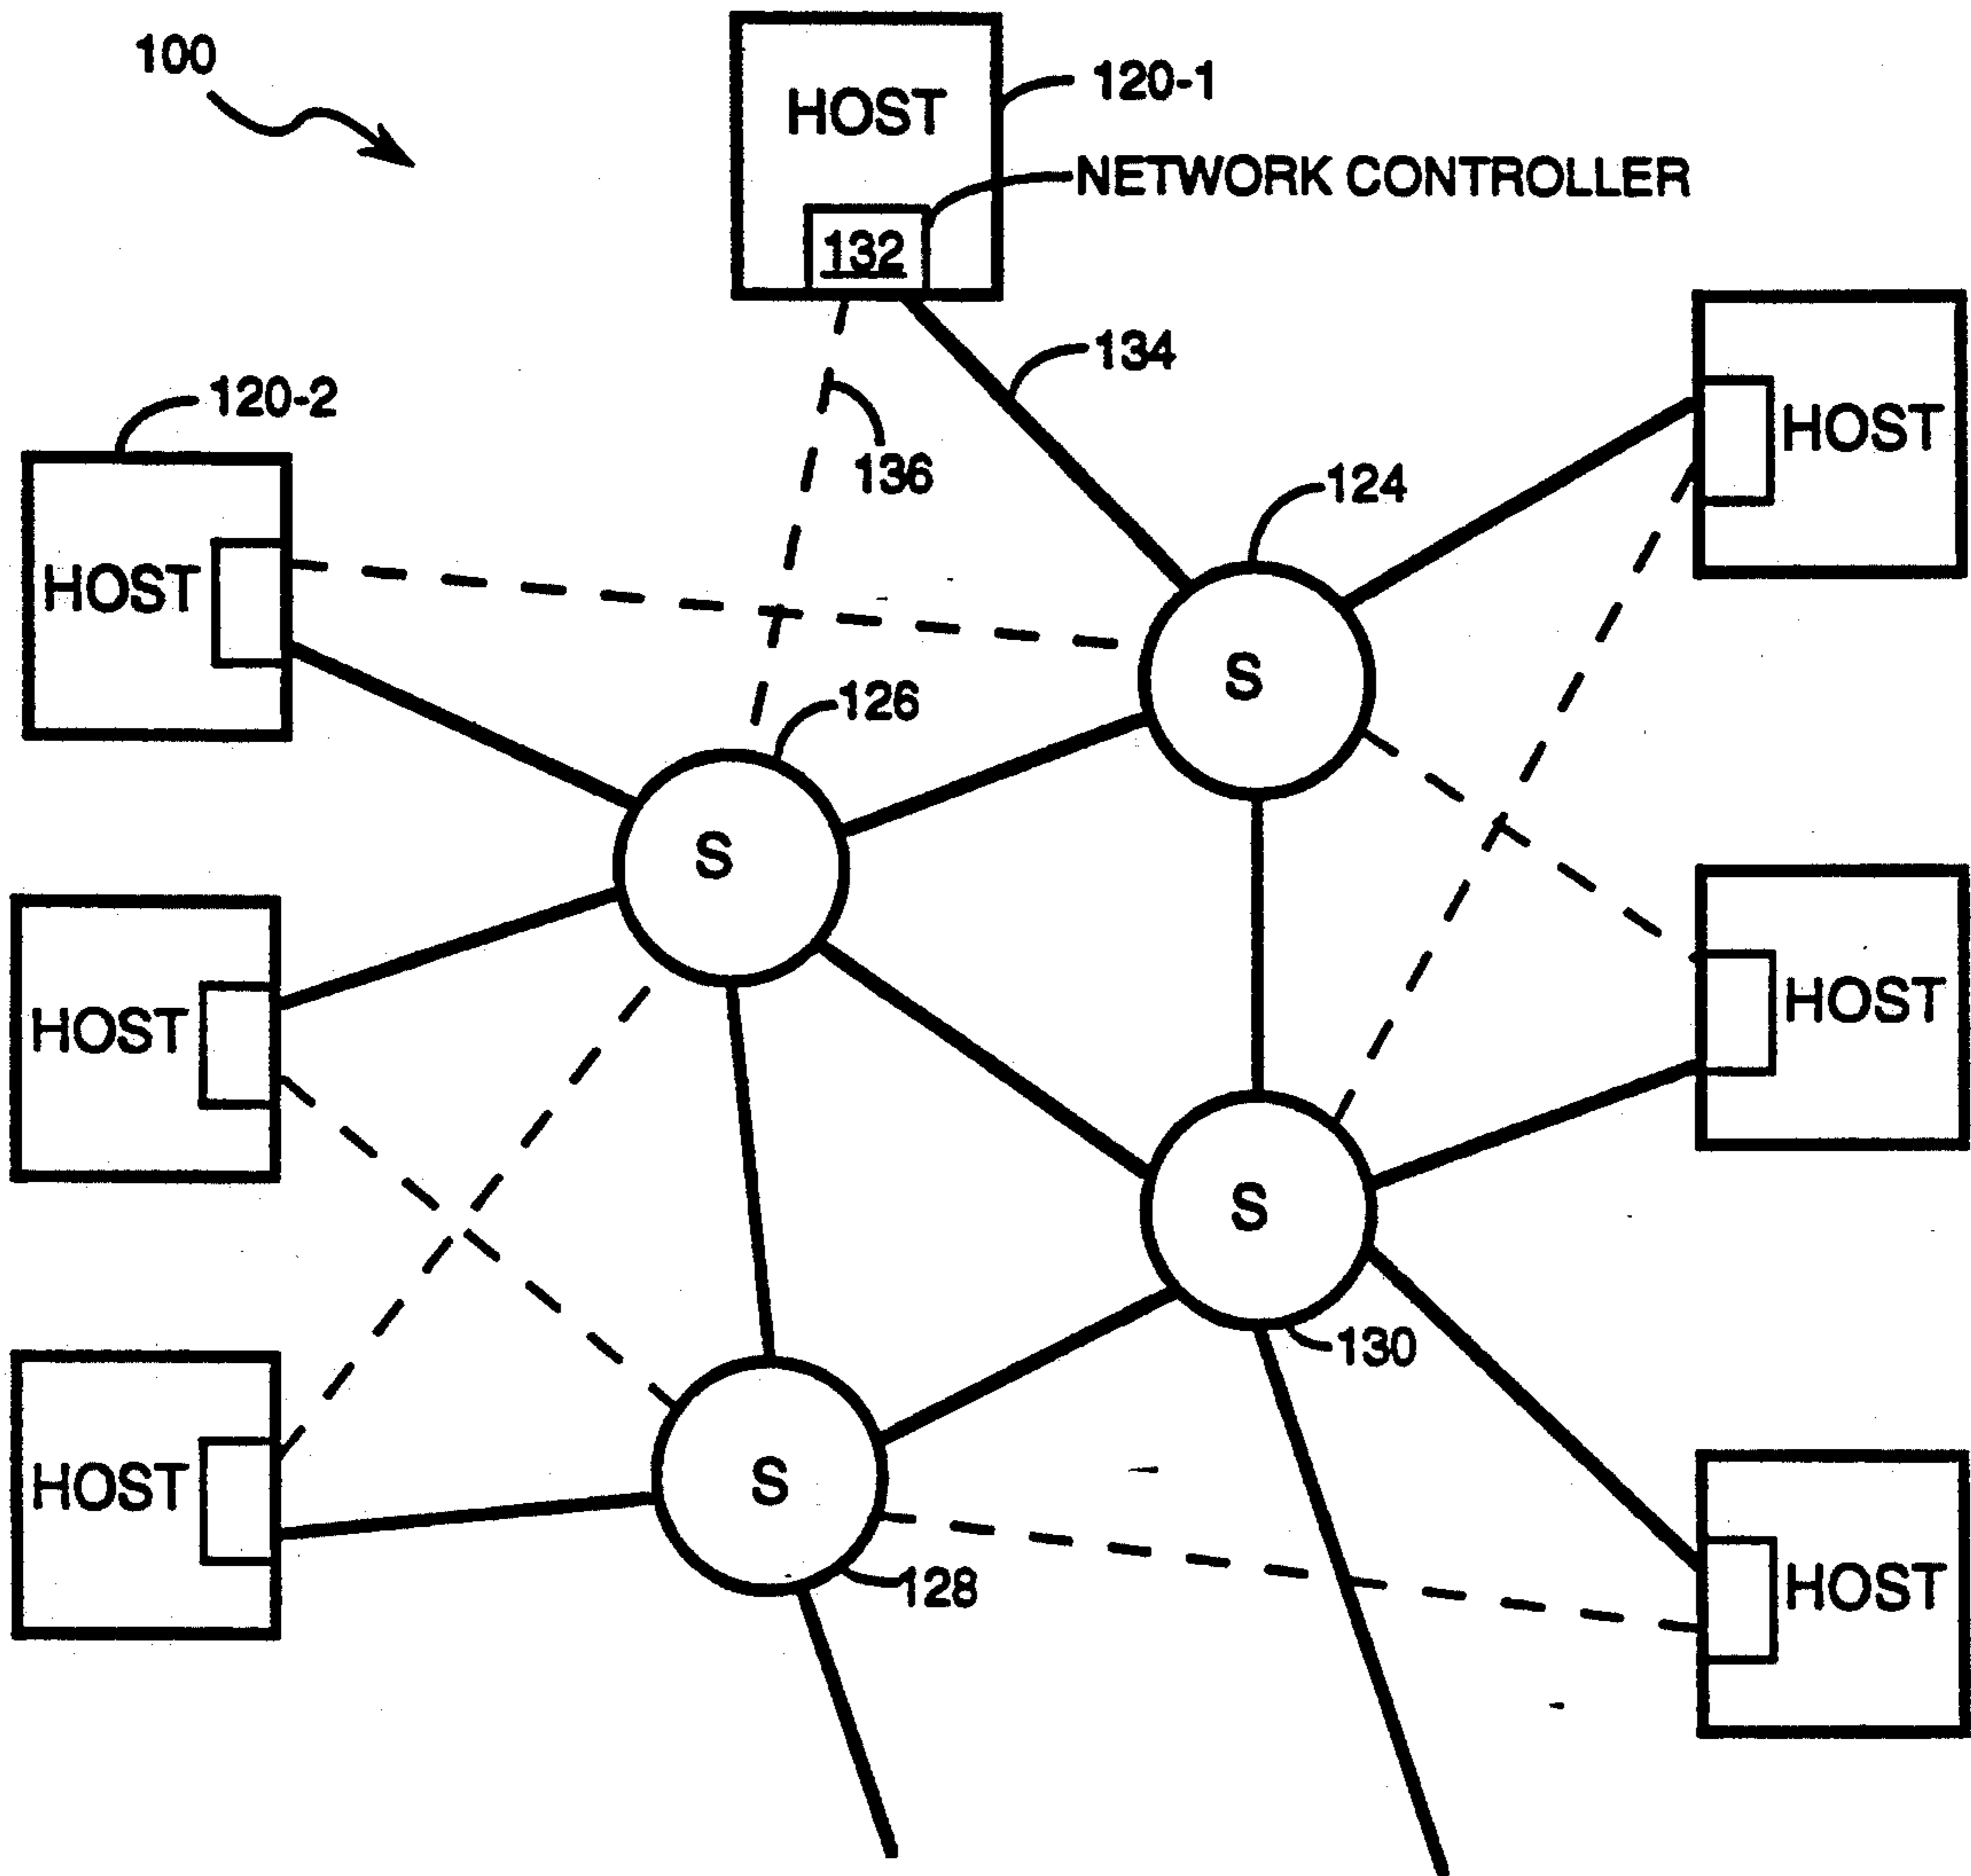 100
HOST
120-1
NETWORK CONTROLLER
132
134
120-2
136
HOST
124
HOST
S
126
S
HOST
HOST
S
130
HOST
S
128
HOST